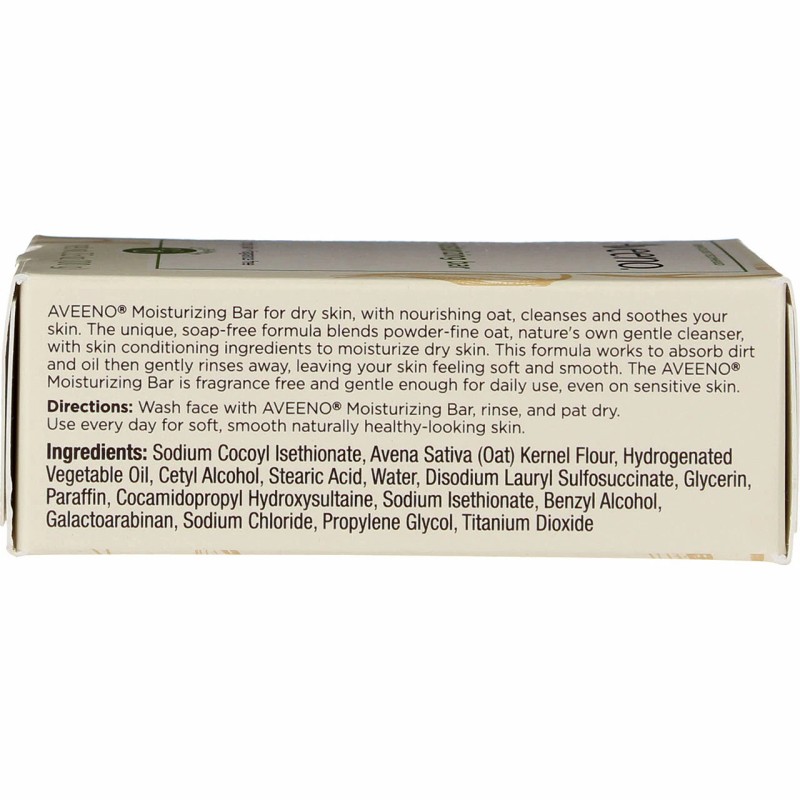 AVEENO® Moisturizing Bar for dry skin, with nourishing oat, cleanses and soothes your
skin. The unique, soap-free formula blends powder-fine oat, nature's own gentle cleanser,
with skin conditioning ingredients to moisturize dry skin. This formula works to absorb dirt
and oil then gently rinses away, leaving your skin feeling soft and smooth. The AVEENO®
Moisturizing Bar is fragrance free and gentle enough for daily use, even on sensitive skin.
Directions: Wash face with AVEENO® Moisturizing Bar, rinse, and pat dry.
Use every day for soft, smooth naturally healthy-looking skin.
Ingredients: Sodium Cocoyl Isethionate, Avena Sativa (Oat) Kernel Flour, Hydrogenated
Vegetable Oil, Cetyl Alcohol, Stearic Acid, Water, Disodium Lauryl Sulfosuccinate, Glycerin,
Paraffin, Cocamidopropyl Hydroxysultaine, Sodium Isethionate, Benzyl Alcohol,
Galactoarabinan, Sodium Chloride, Propylene Glycol, Titanium Dioxide